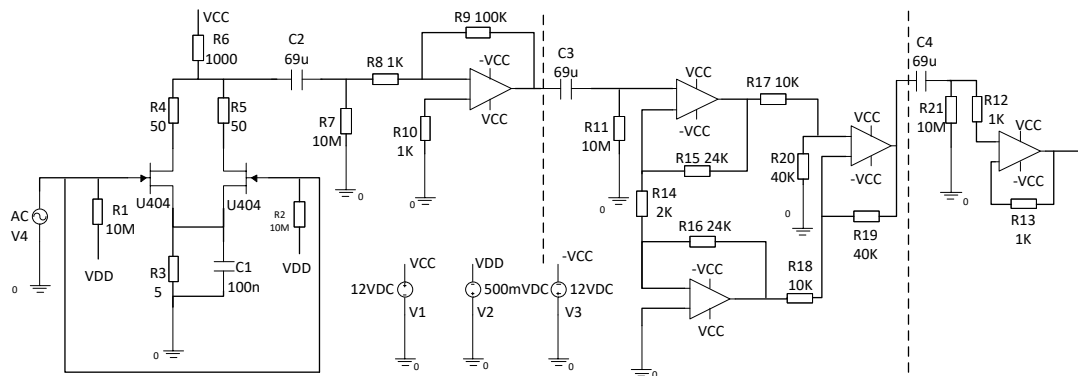 VCC
R6
1000
C2
69u
R8 1K
R9 100K
-VCC
VCC
C3
69u
R4
50
R5
50
R7
10M
R10
1K
R11
10M
VCC
-VCC
R17 10K
R15 24K
R14
2K
R16 24K
-VCC
VCC
R18
10K
R20
40K
VCC
-VCC
R19
40K
C4
69u
R21
10M
R12
1K
VCC
-VCC
R13
1K
U404
U404
AC
V4
R1
10M
VDD
R2
10M
VDD
R3
5
C1
100n
VCC
12VDC
V1
VDD
500mVDC
V2
-VCC
12VDC
V3
0
0
0
0
0
0
0
0
0
0